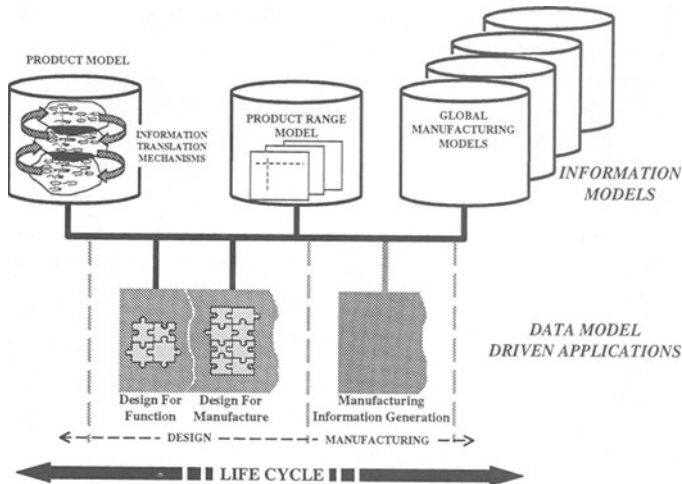 PRODUCT MODEL
INFORMATION
TRANSLATION
MECHANISMS
PRODUCT RANGE
MODEL
GLOBAL
MANUFACTURING
MODELS
INFORMATION
MODELS
DATA MODEL
DRIVEN APPLICATIONS
Design For
Function
Design For
Manufacture
Manufacturing
Information Generation
DESIGN
MANUFACTURING
LIFE CYCLE